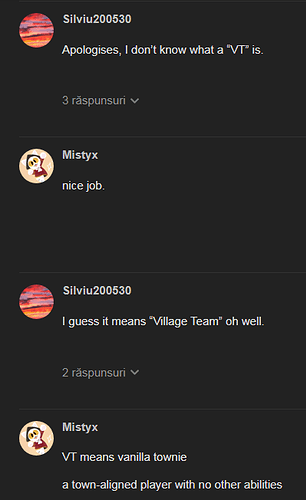 Silviu200530
Apologises, I don't know what a “VT” is.
3 răspunsuri
Mistyx
nice job.
Silviu200530
I guess it means “Village Team” oh well.
2 răspunsuri
Mistyx
VT means vanilla townie
a town-aligned player with no other abilities